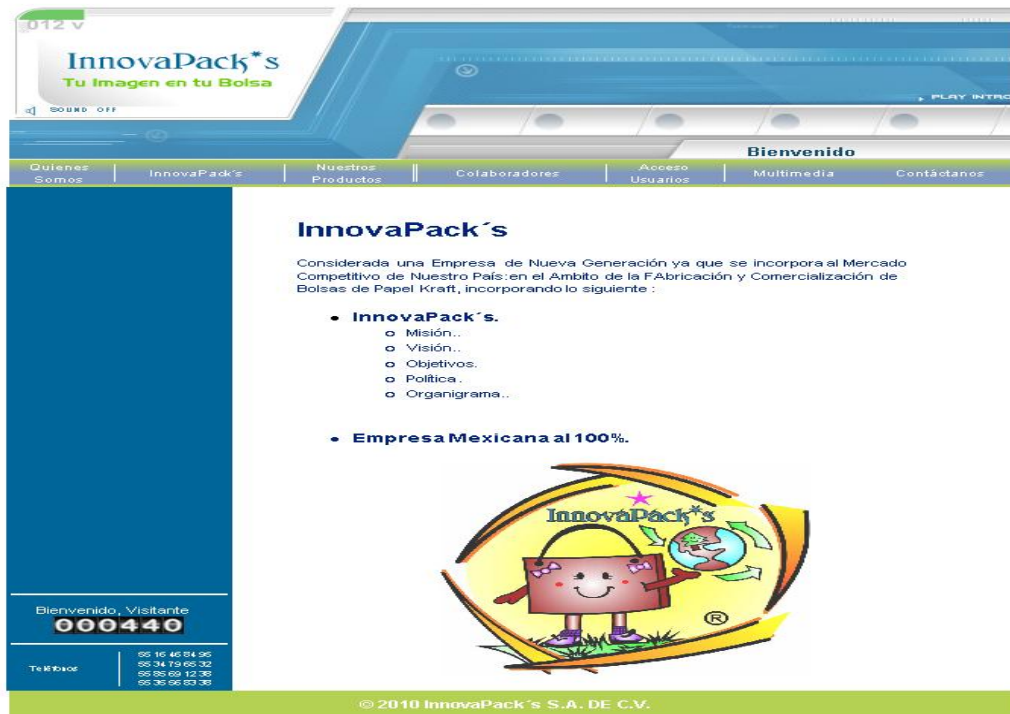 012 v
InnovaPack*s
Tu Imagen en tu Bolsa
SOUND OFF
PLAY INTRO
Bienvenido
Quienes Somos
InnovaPack's
Nuestros Productos
Colaboradores
Acceso Usuarios
Multimedia
Contáctanos
InnovaPack´s
Considerada una Empresa de Nueva Generación ya que se incorpora al Mercado
Competitivo de Nuestro País:en el Ambito de la FAbricación y Comercialización de
Bolsas de Papel Kraft, incorporando lo siguiente :
InnovaPack´s.
Misión..
Visión..
Objetivos.
Política.
Organigrama..
Empresa Mexicana al 100%.
InnovaPack*s
®
Bienvenido, Visitante
000440
Teléfonos
55 16 46 84 95
55 34 79 65 32
55 85 69 12 38
55 36 56 83 38
© 2010 InnovaPack´s S.A. DE C.V.